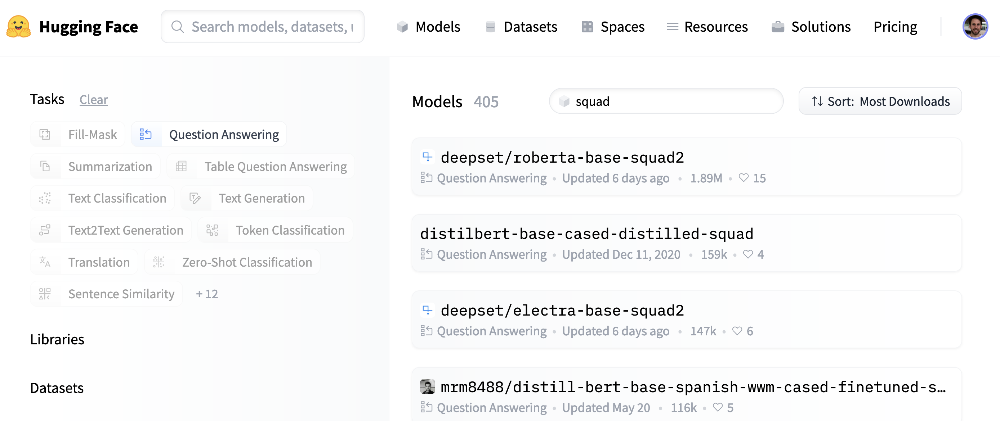 Hugging Face
Search models, datasets,
Models
Datasets
Spaces
Resources
Solutions
Pricing
Tasks Clear
Fill-Mask Question Answering
Summarization Table Question Answering
Text Classification Text Generation
Text2Text Generation Token Classification
Translation Zero-Shot Classification
Sentence Similarity + 12
Libraries
Datasets
Models 405
squad
Sort: Most Downloads
deepset/roberta-base-squad2
Question Answering • Updated 6 days ago • 1.89M • 15
distilbert-base-cased-distilled-squad
Question Answering • Updated Dec 11, 2020 • 159k • 4
deepset/electra-base-squad2
Question Answering • Updated 6 days ago • 147k • 6
mrm8488/distill-bert-base-spanish-wwm-cased-finetuned-s…
Question Answering • Updated May 20 • 116k • 5